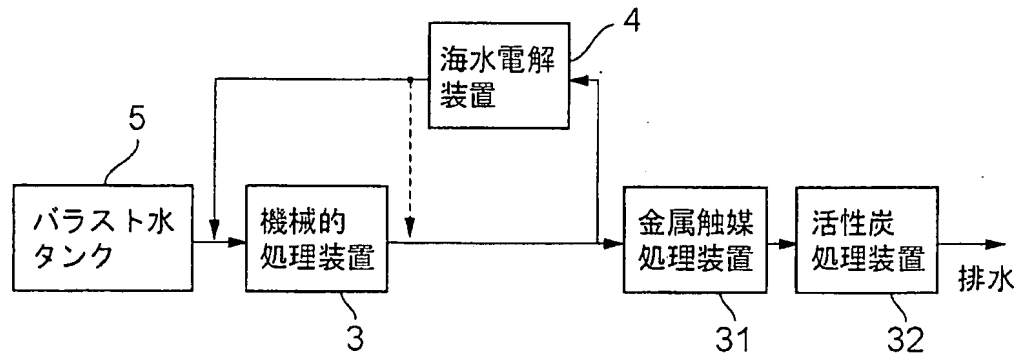 4
海水電解
装置
5
バラスト水
タンク
機械的
処理装置
3
金属触媒
処理装置
31
活性炭
処理装置
32
排水